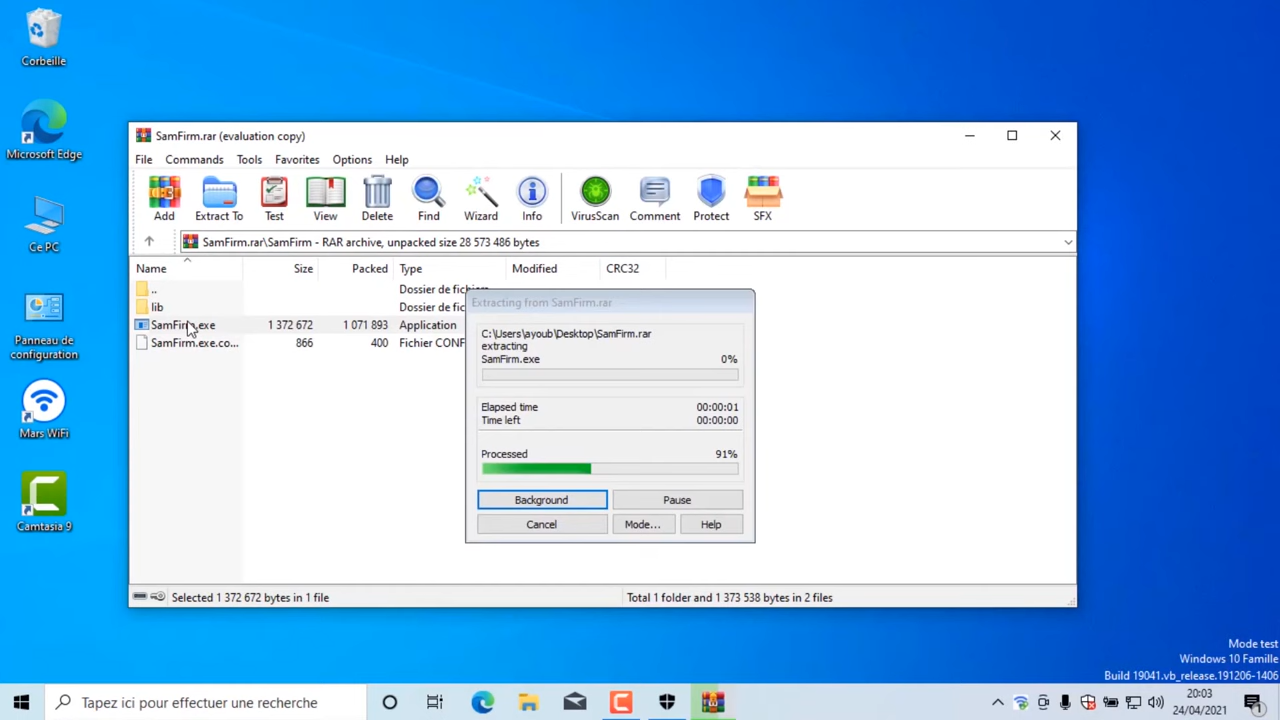 Corbeille
Microsoft Edge
Ce PC
Panneau de
configuration
Mars WiFi
Camtasia 9
SamFirm.rar (evaluation copy)
File Commands Tools Favorites Options Help
Add Extract To Test View Delete Find Wizard Info VirusScan Comment Protect SFX
SamFirm.rar\SamFirm - RAR archive, unpacked size 28 573 486 bytes
Name Size Packed Type Modified CRC32
.. Dossier de fichiers
lib Dossier de fic
SamFirm.exe 1 372 672 1 071 893 Application
SamFirm.exe.co... 866 400 Fichier CONF
Extracting from SamFirm.rar
C:\Users\ayoub\Desktop\SamFirm.rar
extracting
SamFirm.exe 0%
Elapsed time 00:00:01
Time left 00:00:00
Processed 91%
Background Pause
Cancel Mode... Help
Selected 1 372 672 bytes in 1 file Total 1 folder and 1 373 538 bytes in 2 files
Mode test
Windows 10 Famille
Build 19041.vb_release.191206-1406
Tapez ici pour effectuer une recherche
20:03
24/04/2021
1